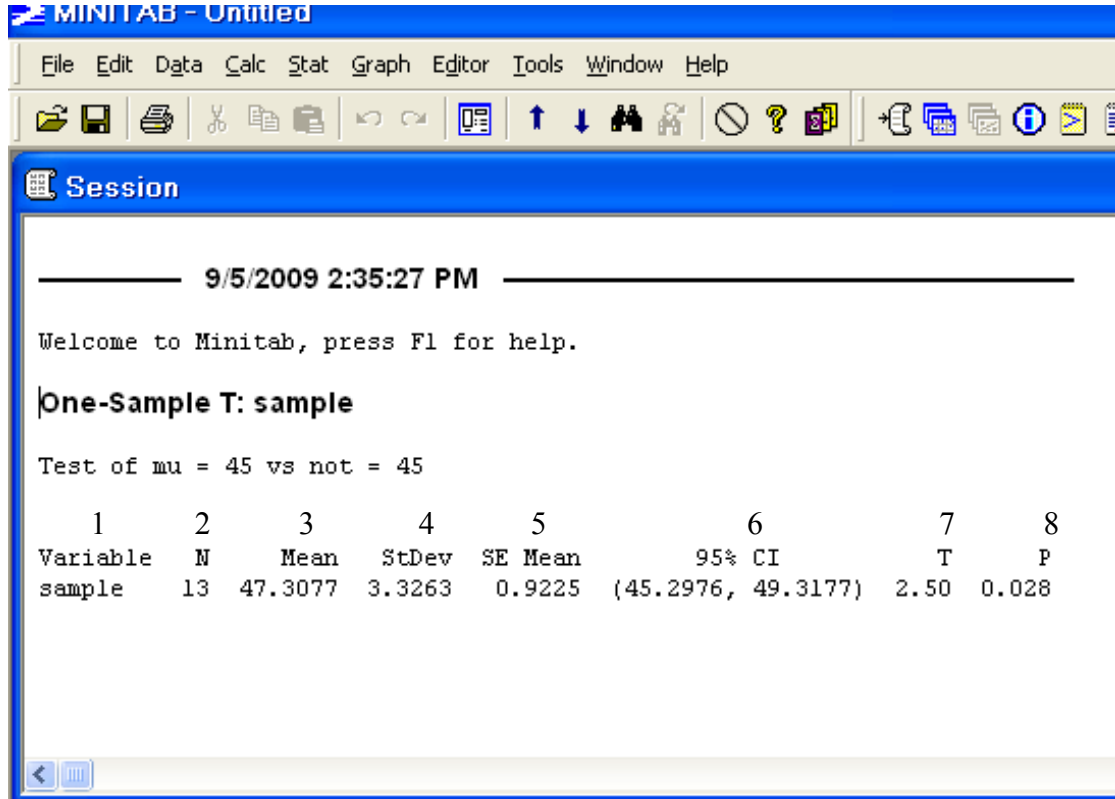 MINITAB - Untitled
File Edit Data Calc Stat Graph Editor Tools Window Help
Session
9/5/2009 2:35:27 PM
Welcome to Minitab, press F1 for help.
One-Sample T: sample
Test of mu = 45 vs not = 45
1 2 3 4 5 6 7 8
Variable N Mean StDev SE Mean 95% CI T P
sample 13 47.3077 3.3263 0.9225 (45.2976, 49.3177) 2.50 0.028